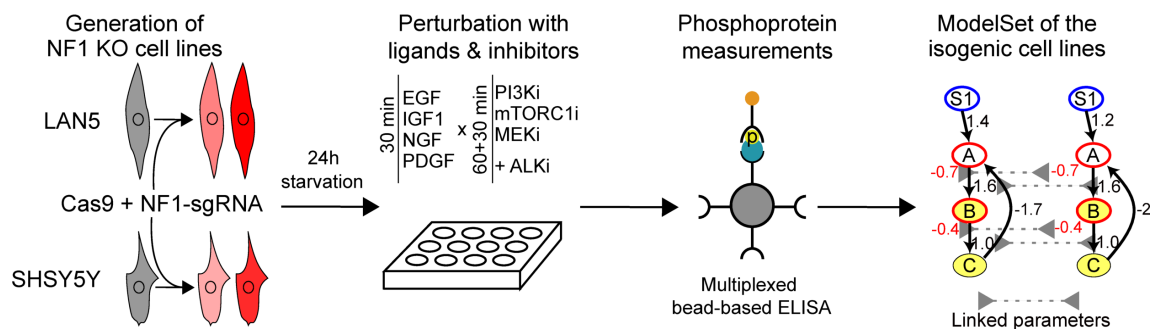 Generation of
NF1 KO cell lines
LAN5
Cas9 + NF1-sgRNA
SHSY5Y
24h
starvation
Perturbation with
ligands & inhibitors
30 min
EGF
IGF1
NGF
PDGF
x
60+30 min
PI3Ki
mTORC1i
MEKi
+ ALKi
Phosphoprotein
measurements
p
Multiplexed
bead-based ELISA
ModelSet of the
isogenic cell lines
S1 S1
1.4 1.2
A A
-0.7 -0.7
1.6 1.6
B -1.7 B -2
-0.4 -0.4
1.0 1.0
C C
Linked parameters